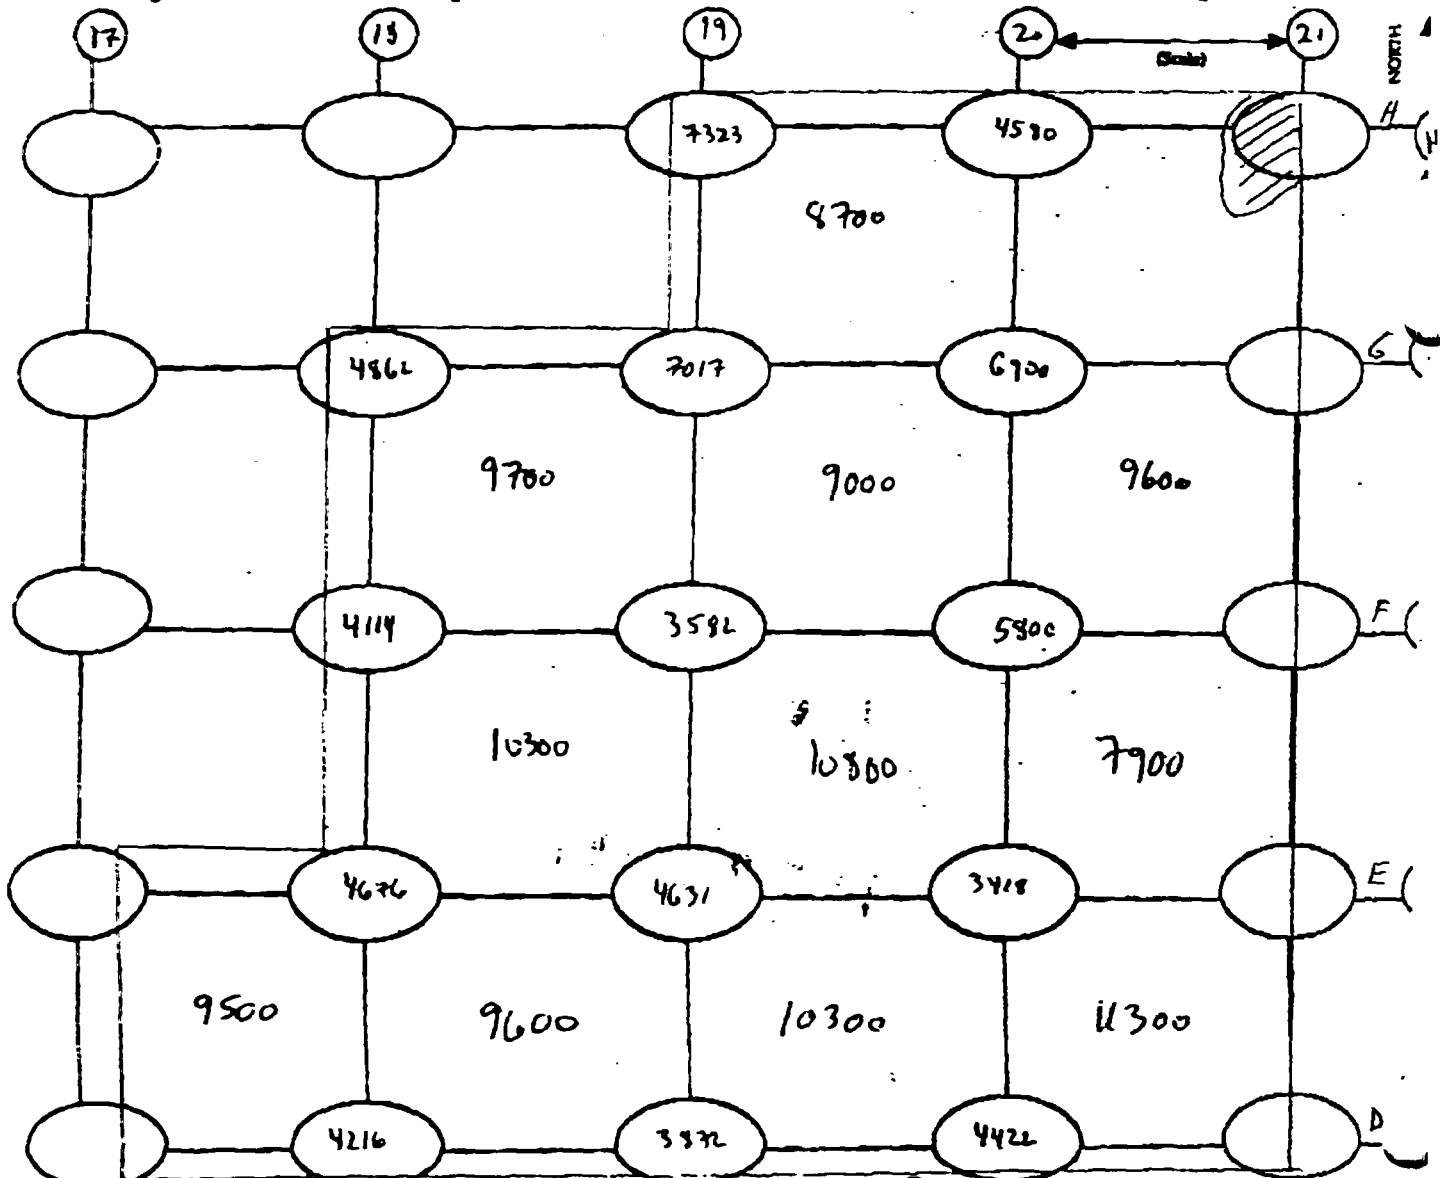 17 18 19 20 21
(Scale)
NORTH
7323 4580 H H
8700
4862 7017 6900 G
9700 9000 9600
4114 3582 5800 F
10300 10800 7900
4676 4631 3418 E
9500 9600 10300 11300
4216 3832 4422 D